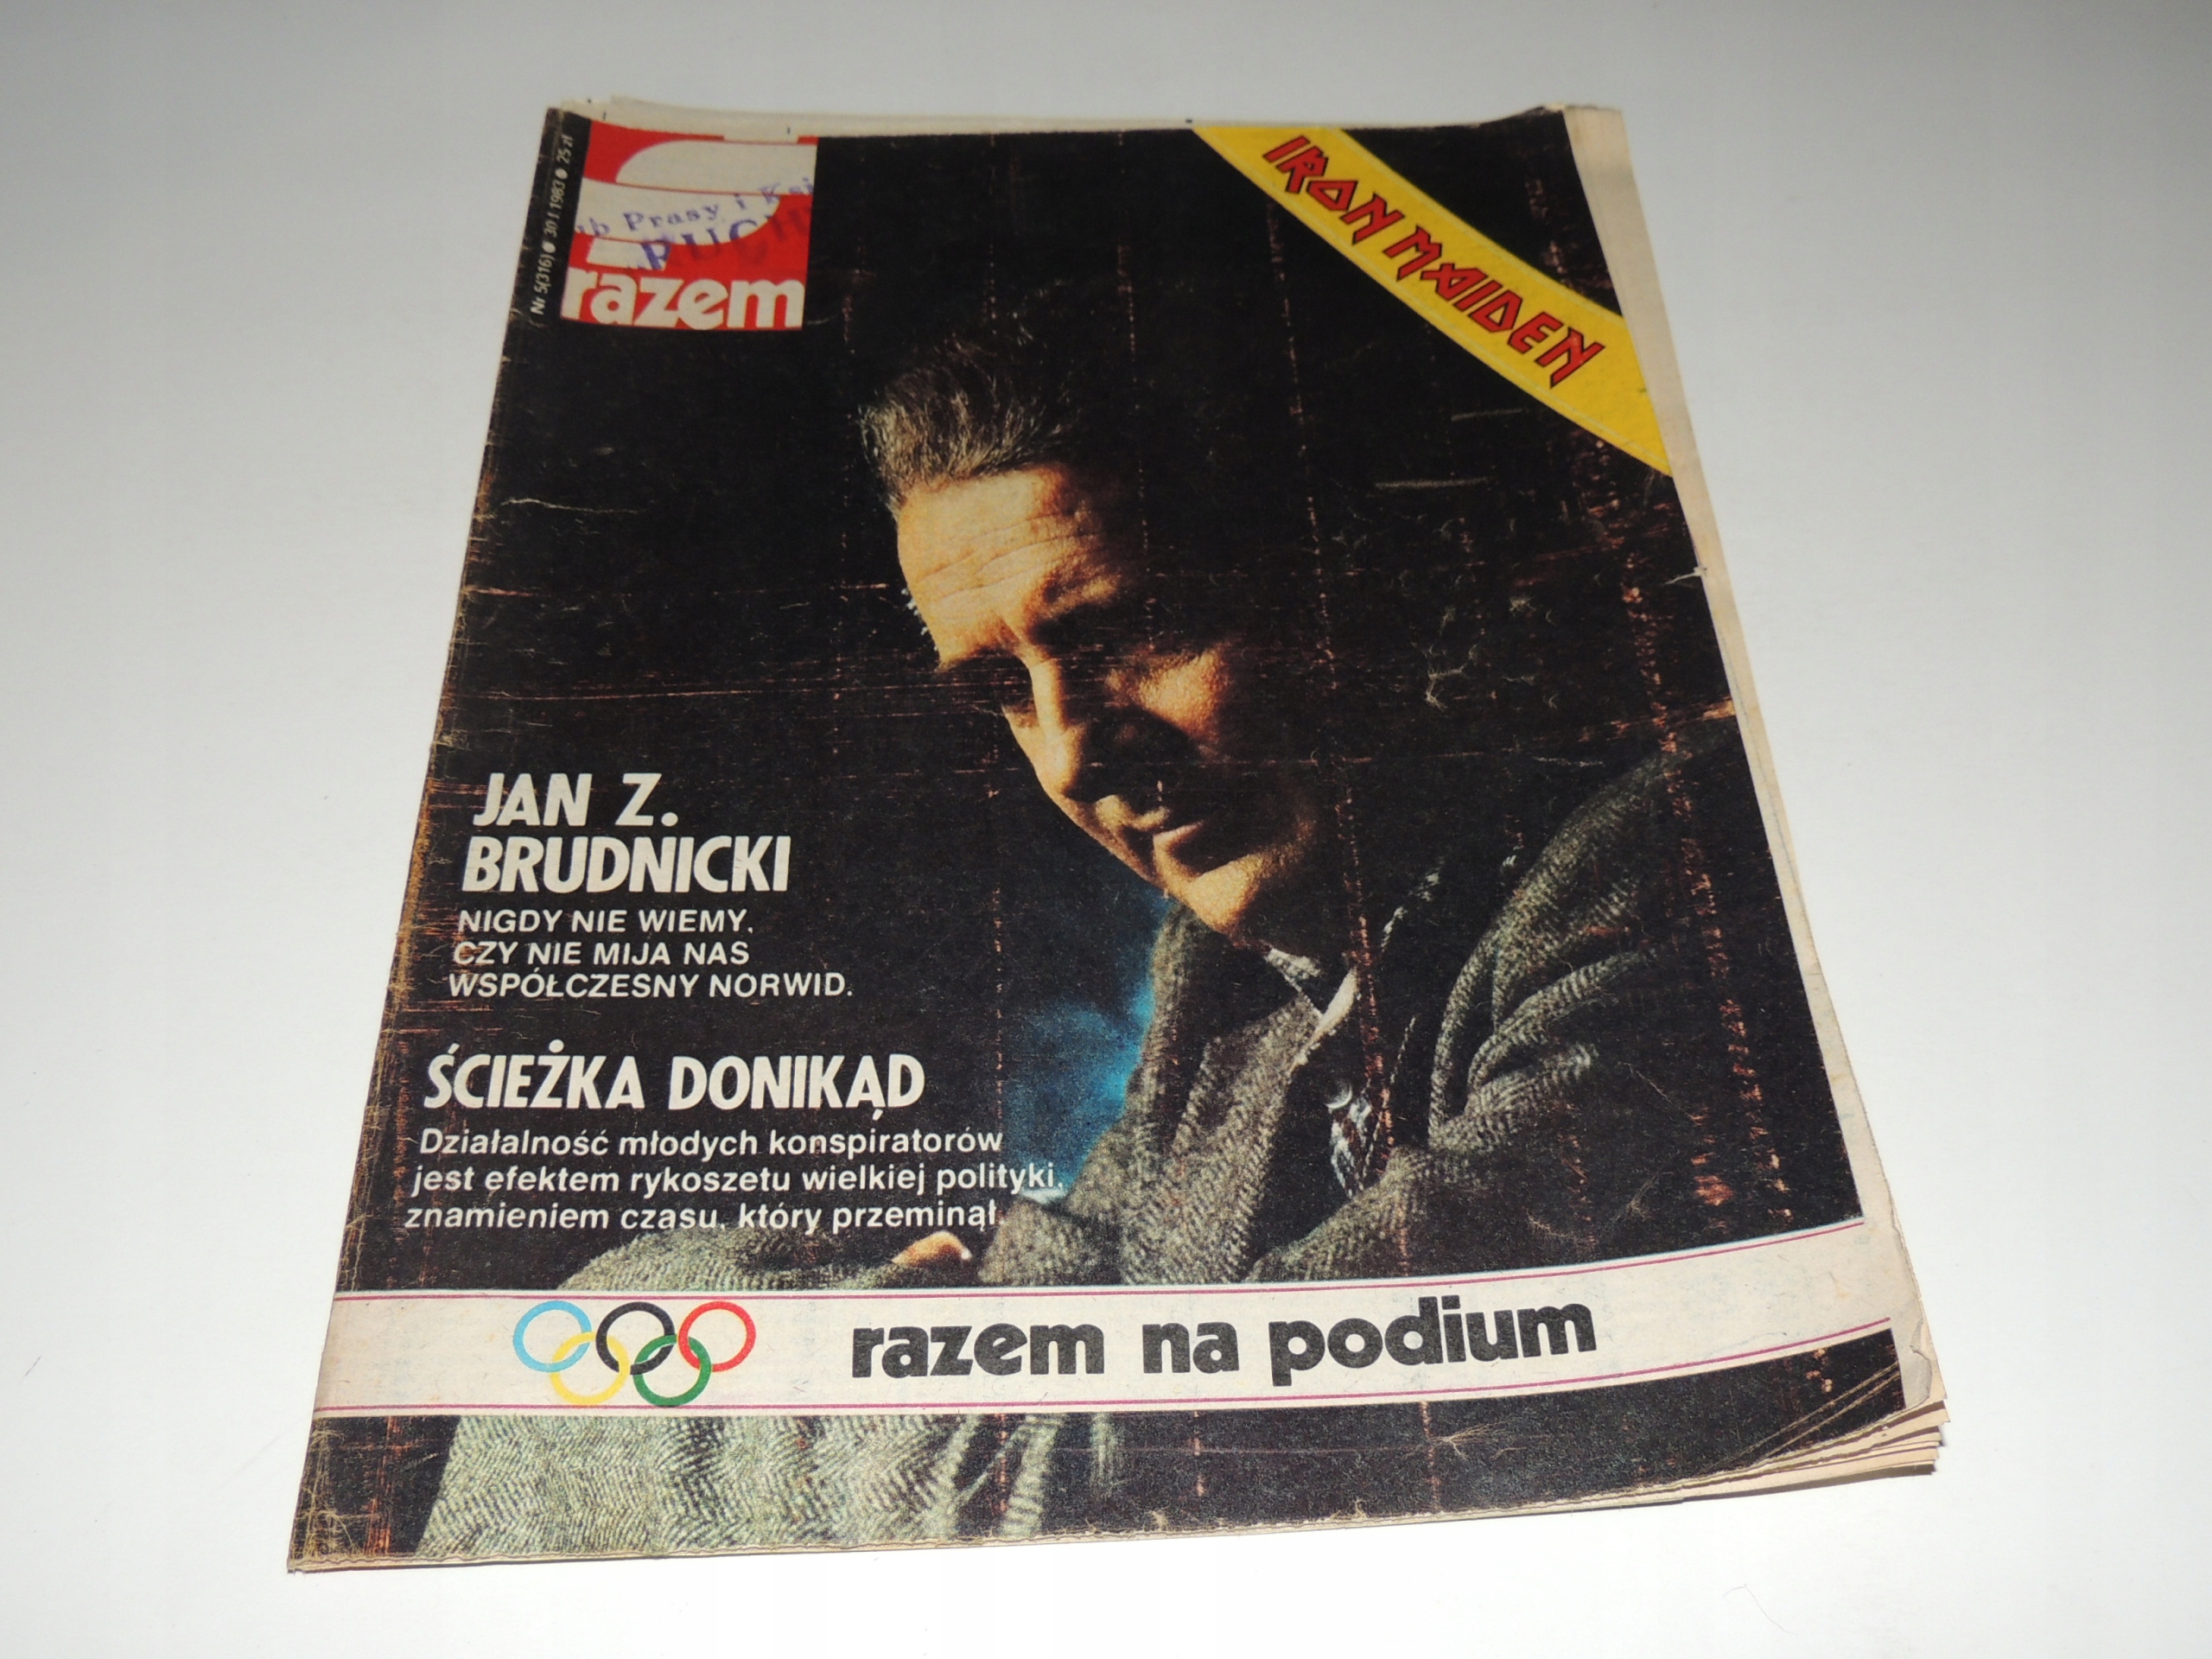 Nr 5(316) ● 30 I 1983 ● 25 zł
Prasy i
RUCH
razem
IRON MAIDEN
JAN Z.
BRUDNICKI
NIGDY NIE WIEMY,
CZY NIE MIJA NAS
WSPÓŁCZESNY NORWID.
ŚCIEŻKA DONIKĄD
Działalność młodych konspiratorów
jest efektem rykoszetu wielkiej polityki,
znamieniem czasu, który przeminął.
razem na podium